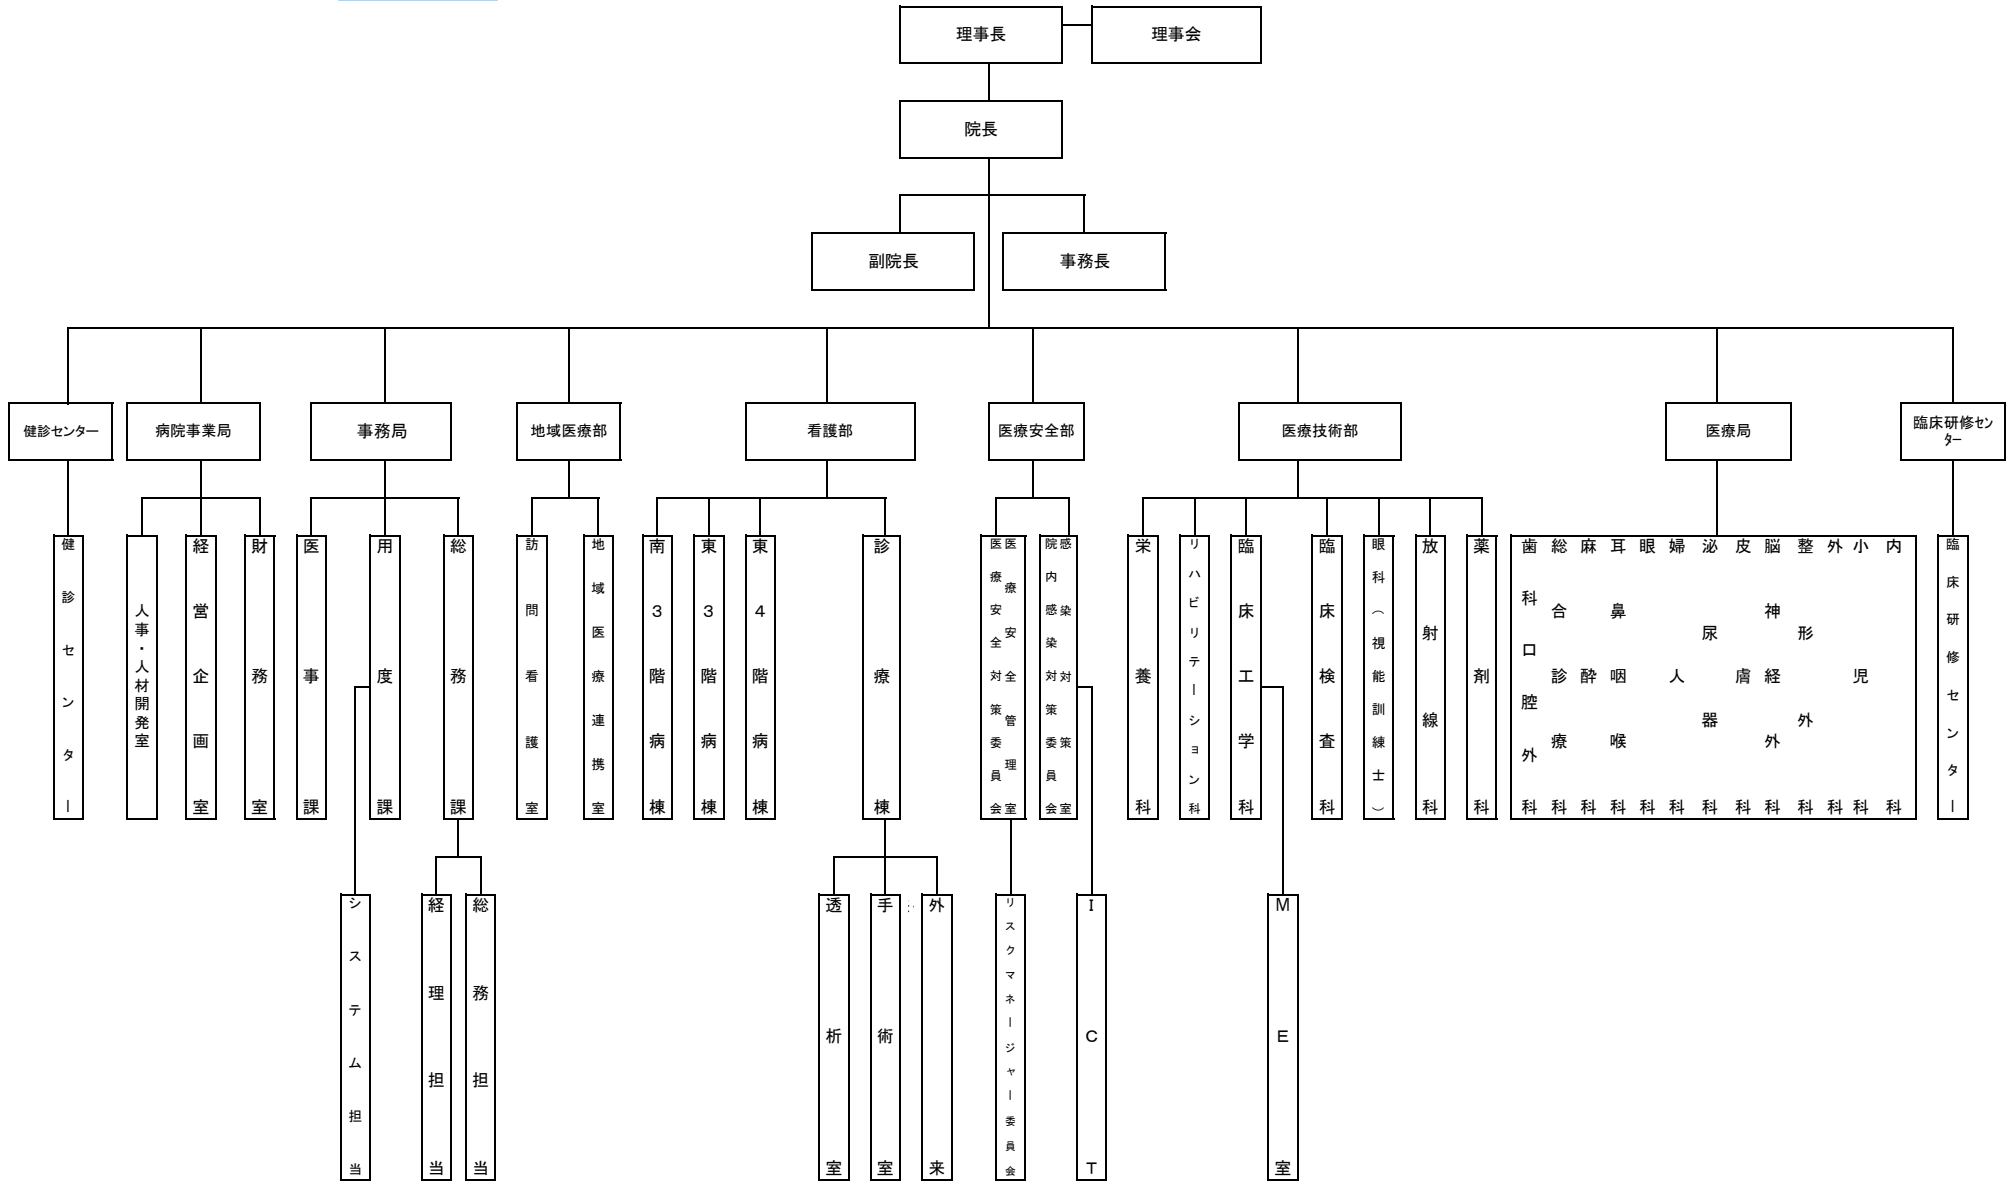 理事長
理事会
院長
副院長
事務長
健診センター
病院事業局
事務局
地域医療部
看護部
医療安全部
医療技術部
医療局
臨床研修セン
ター
健診センター
人事・人材開発室
経営企画室
財務室
医事課
用度課
総務課
訪問看護室
地域医療連携室
南3階病棟
東3階病棟
東4階病棟
診療棟
医療安全管理室
医療安全対策委員会
感染対策室
院内感染対策委員会
栄養科
リハビリテーション科
臨床工学科
臨床検査科
眼科（視能訓練士）
放射線科
薬剤科
歯科口腔外科
総合診療科
麻酔科
耳鼻咽喉科
眼科
婦人科
泌尿器科
皮膚科
脳神経外科
整形外科
外科
小児科
内科
臨床研修センター
システム担当
経理担当
総務担当
透析室
手術室
外来
リスクマネージャー委員会
ICT
ME室